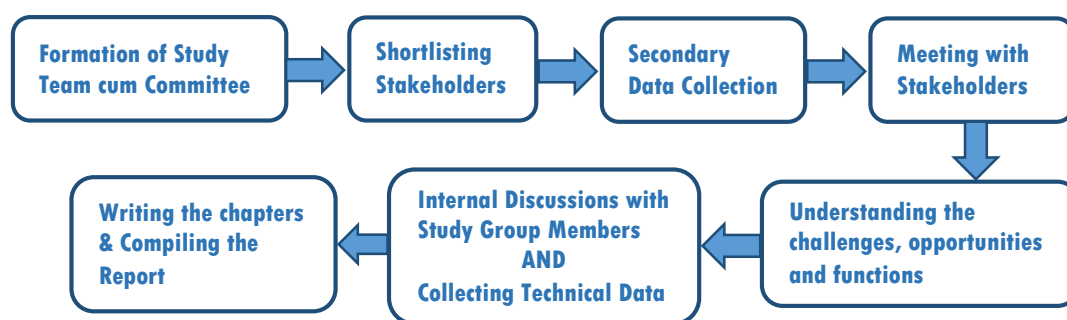 Formation of Study
Team cum Committee
Shortlisting
Stakeholders
Secondary
Data Collection
Meeting with
Stakeholders
Understanding the
challenges, opportunities
and functions
Internal Discussions with
Study Group Members
AND
Collecting Technical Data
Writing the chapters
& Compiling the
Report